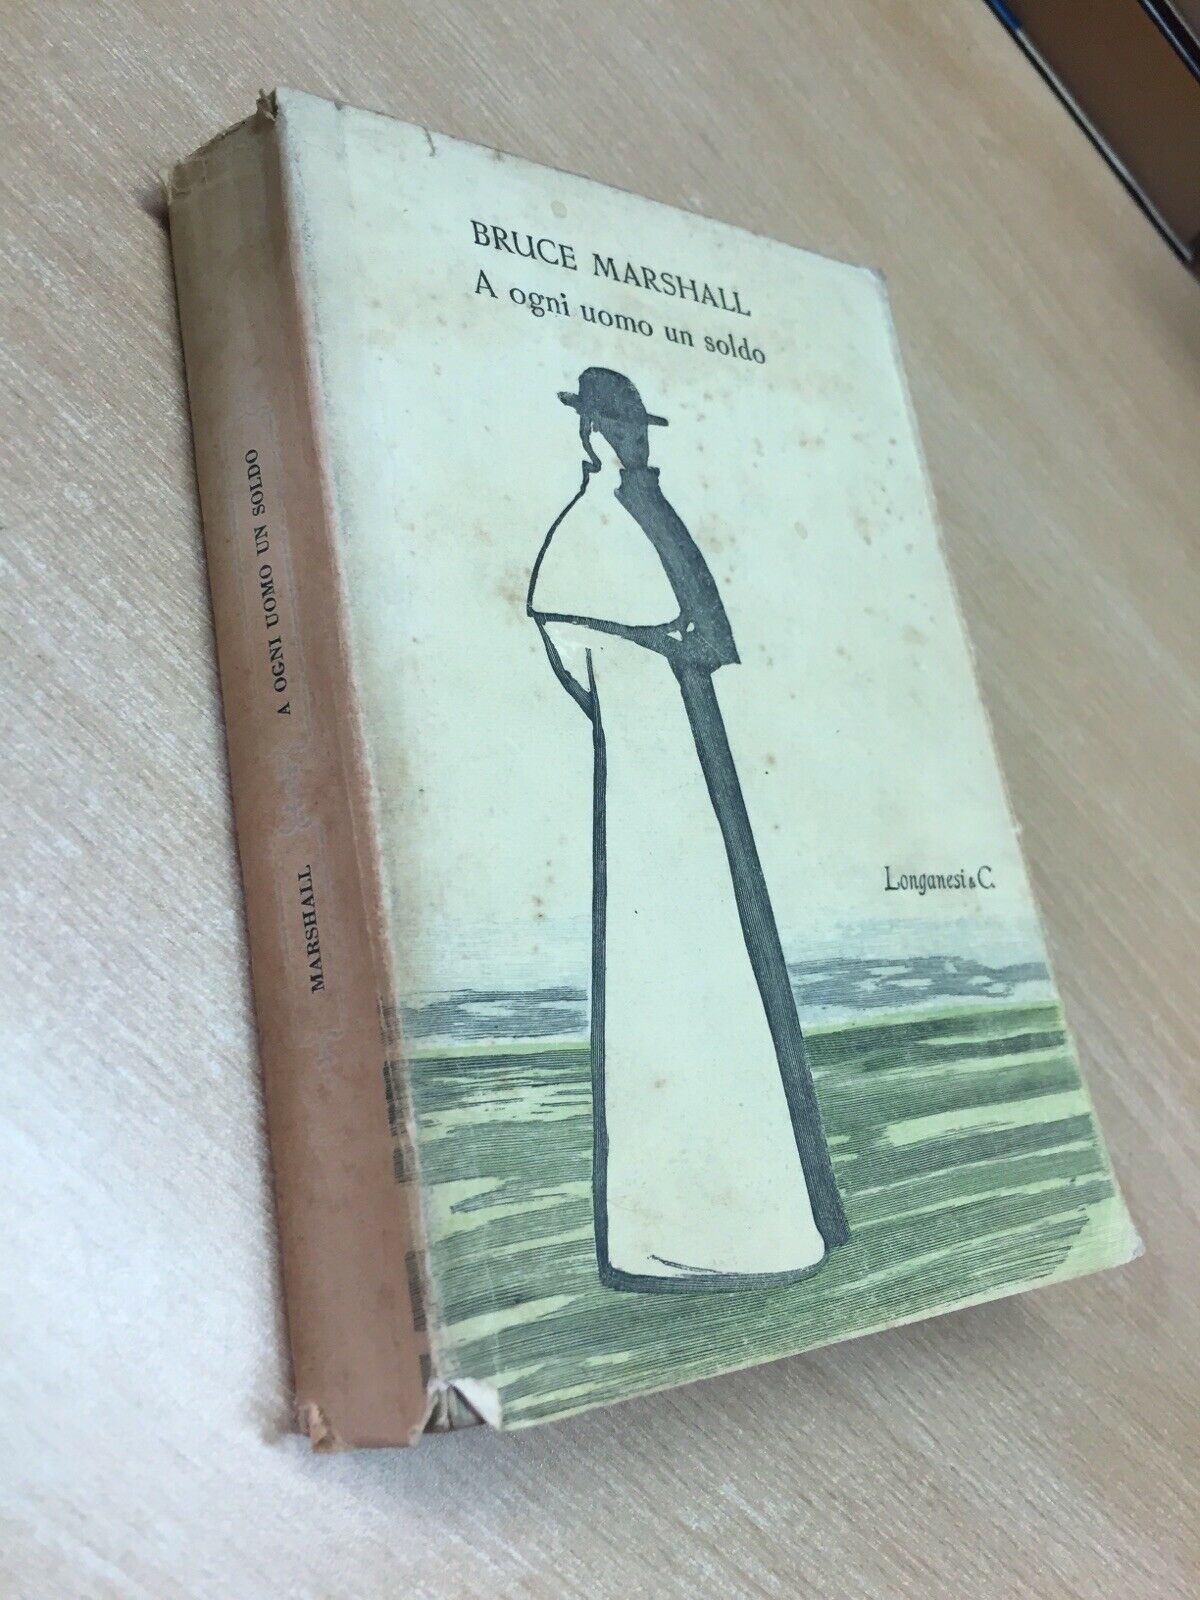 BRUCE MARSHALL
A ogni uomo un soldo
Longanesi & C.
MARSHALL
A OGNI UOMO UN SOLDO